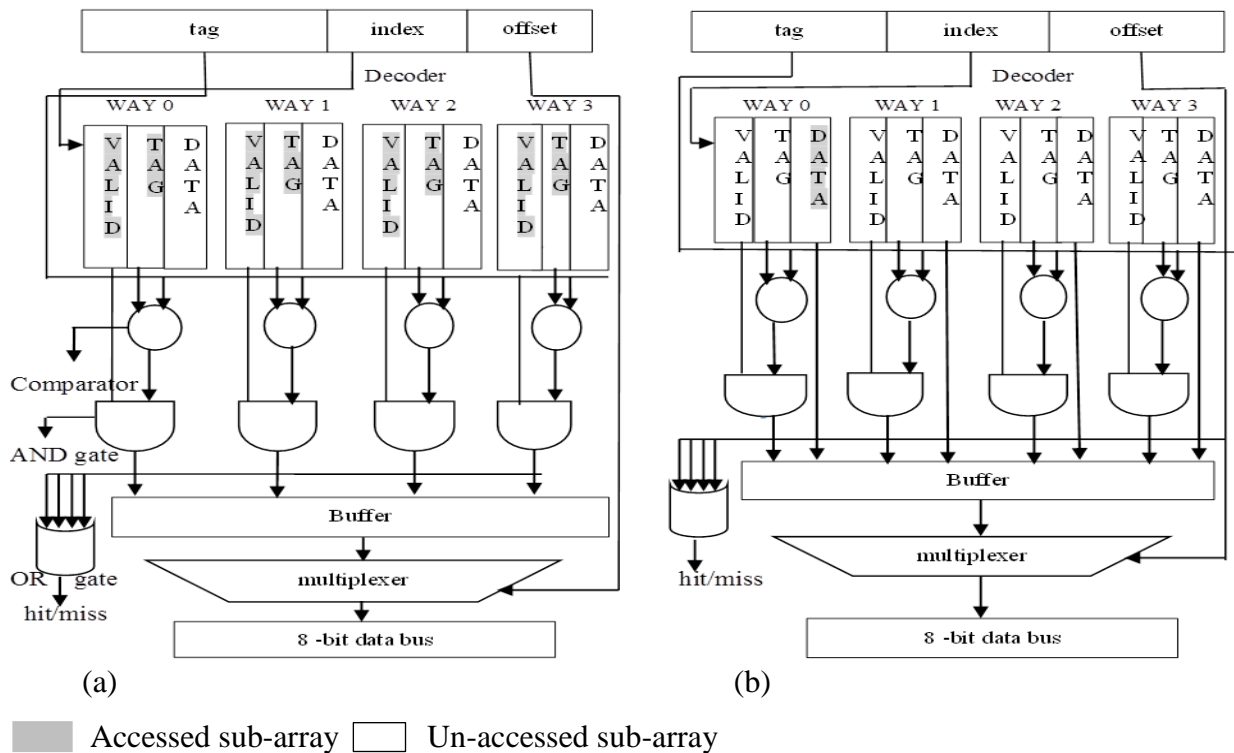 tag index offset
Decoder
WAY 0 WAY 1 WAY 2 WAY 3
VALID TAG DATA VALID TAG DATA VALID TAG DATA VALID TAG DATA
Comparator
AND gate
Buffer
OR gate
multiplexer
hit/miss
8 -bit data bus
(a)
tag index offset
Decoder
WAY 0 WAY 1 WAY 2 WAY 3
VALID TAG DATA VALID TAG DATA VALID TAG DATA VALID TAG DATA
Buffer
multiplexer
hit/miss
8 -bit data bus
(b)
Accessed sub-array Un-accessed sub-array